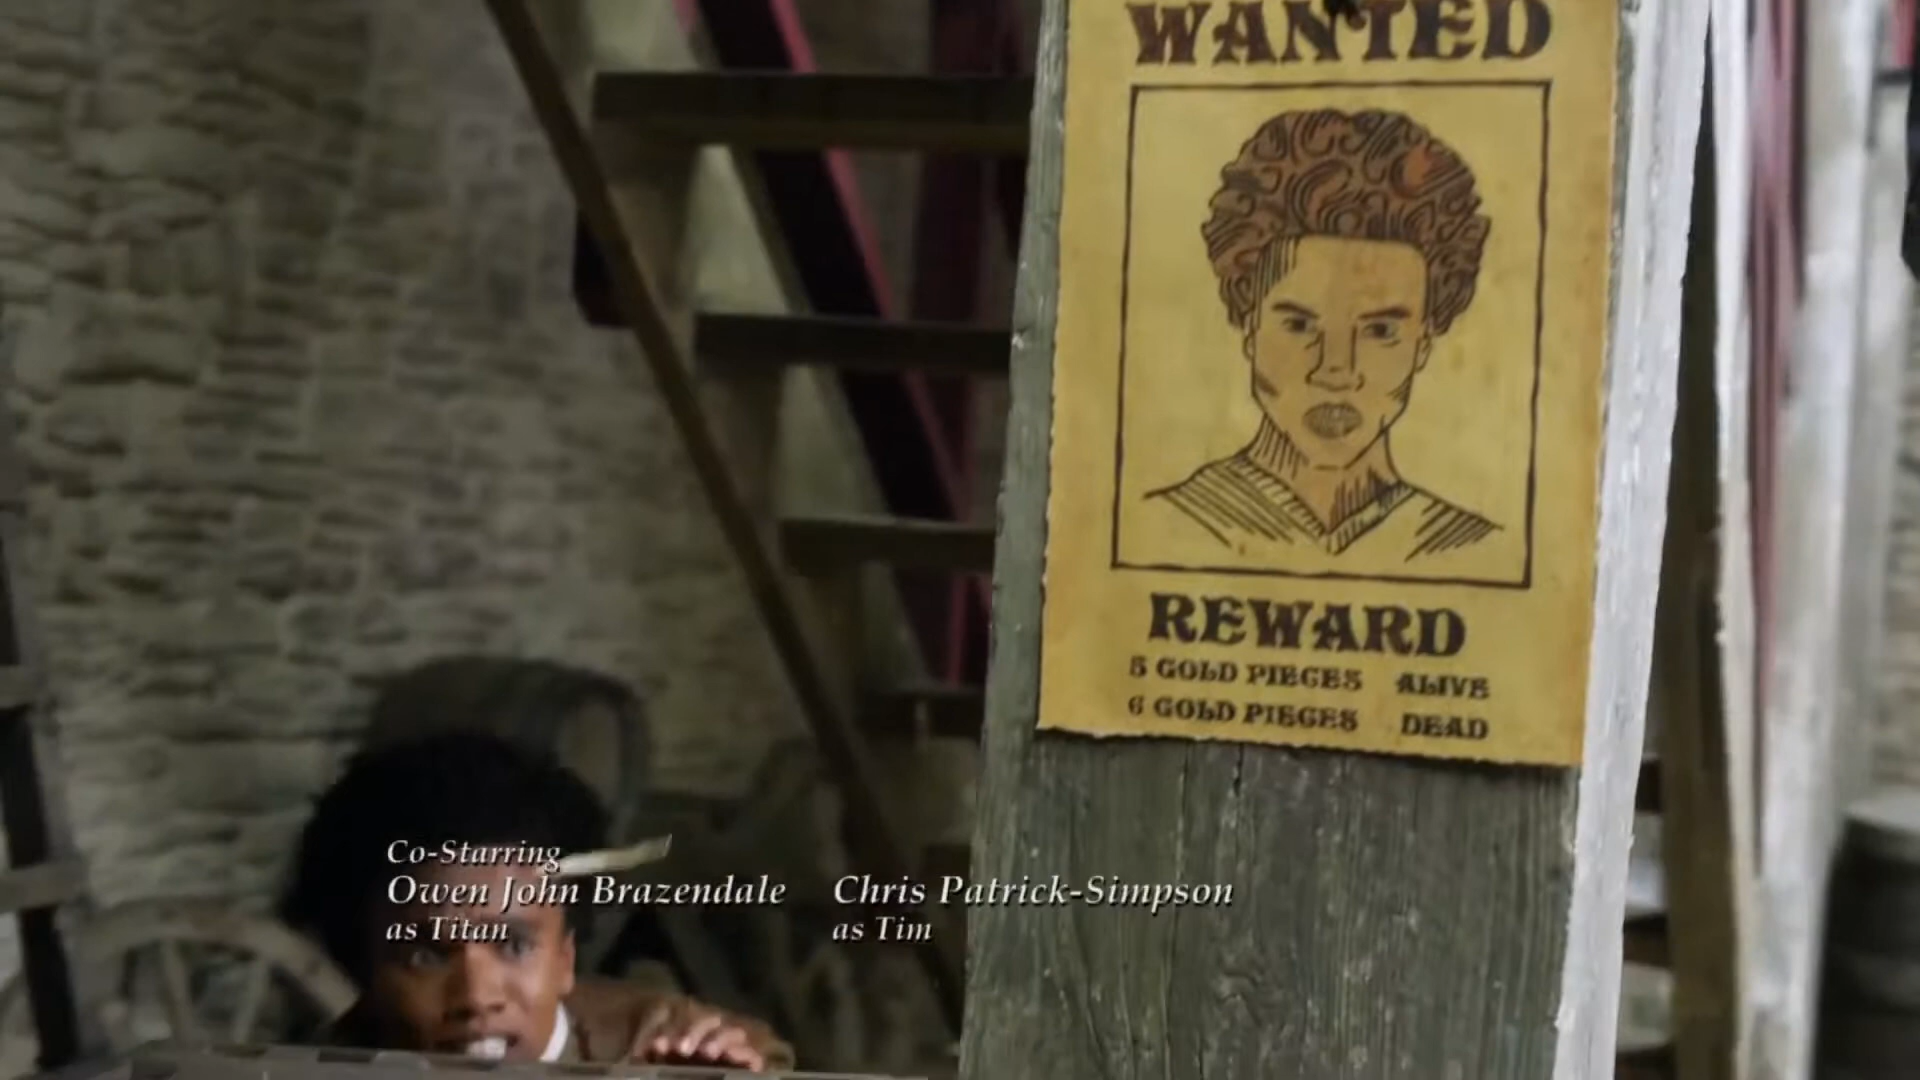 WANTED
REWARD
5 GOLD PIECES ALIVE
6 GOLD PIECES DEAD
Co-Starring
Owen John Brazendale Chris Patrick-Simpson
as Titan as Tim